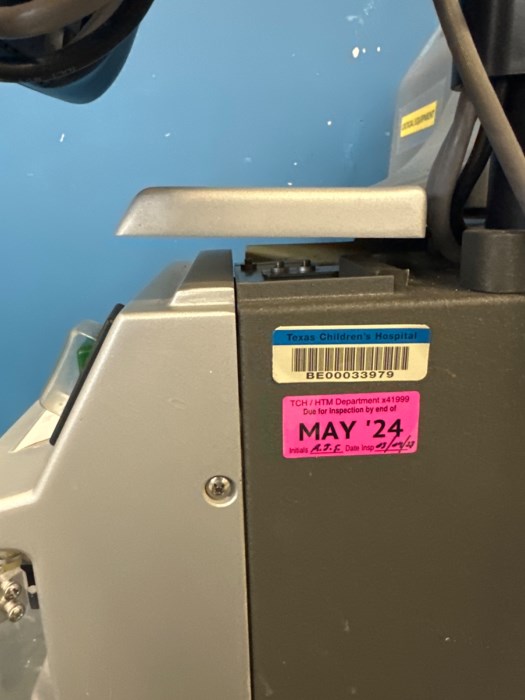 Texas Children's Hospital
BE00033979
TCH / HTM Department x41999
Due for Inspection by end of
MAY '24
Initials Date Insp